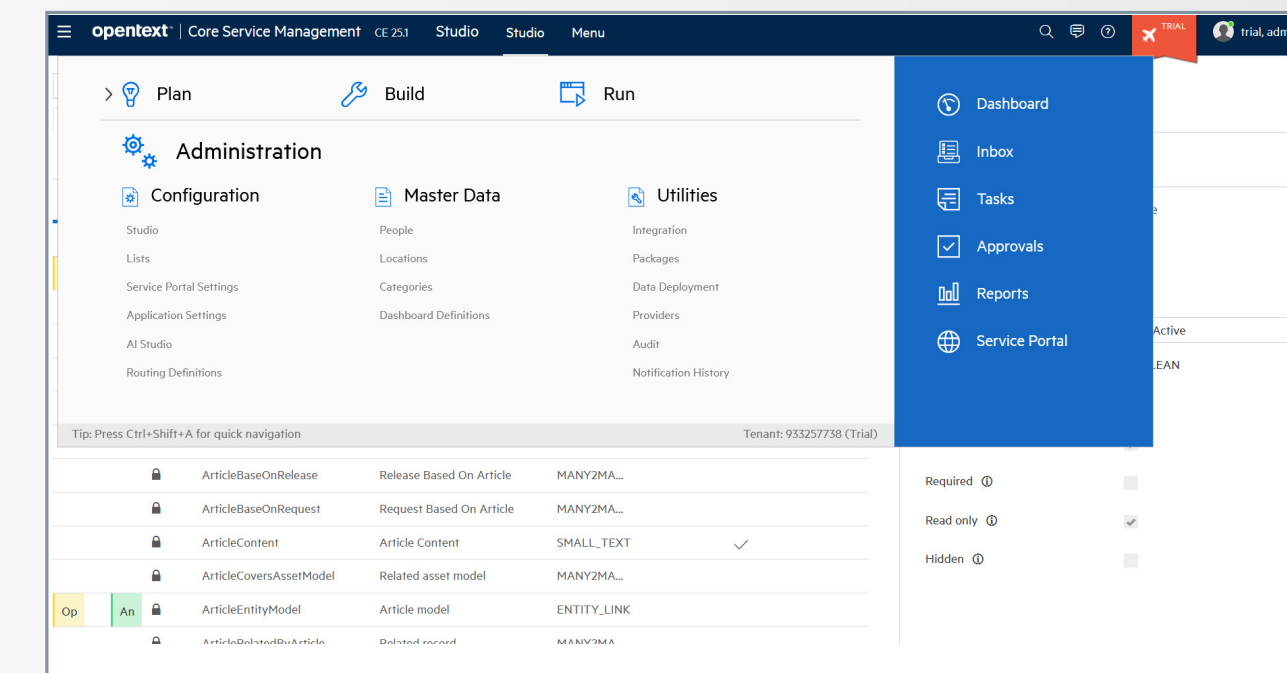 opentext™ | Core Service Management CE 25.1 Studio Studio Menu TRIAL trial, adm
Plan Build Run
Administration
Configuration Master Data Utilities
Studio People Integration
Lists Locations Packages
Service Portal Settings Categories Data Deployment
Application Settings Dashboard Definitions Providers
AI Studio Audit
Routing Definitions Notification History
Tip: Press Ctrl+Shift+A for quick navigation Tenant: 933257738 (Trial)
Dashboard
Inbox
Tasks
Approvals
Reports
Service Portal
Active
LEAN
ArticleBaseOnRelease Release Based On Article MANY2MA...
ArticleBaseOnRequest Request Based On Article MANY2MA...
ArticleContent Article Content SMALL_TEXT
ArticleCoversAssetModel Related asset model MANY2MA...
Op An ArticleEntityModel Article model ENTITY_LINK
ArticleRelatedByArticle Related record MANY2MA
Required
Read only
Hidden